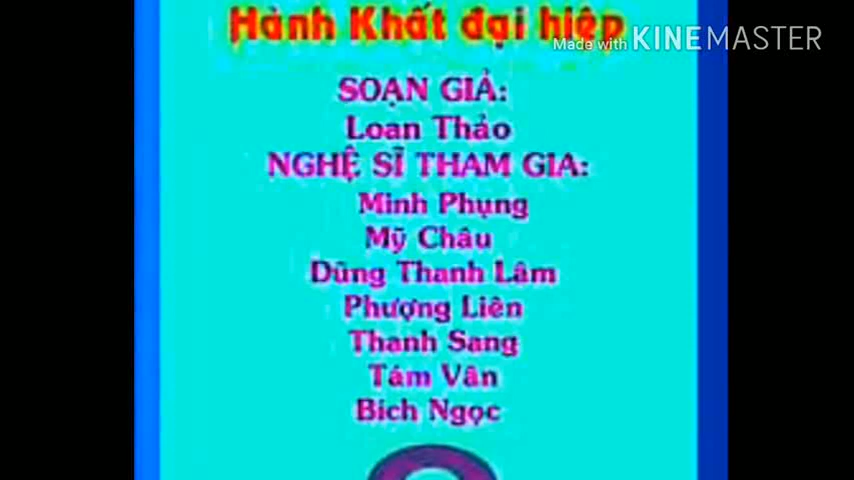 Hành Khất đại hiệp
Made with KINEMASTER
SOẠN GIẢ:
Loan Thảo
NGHỆ SĨ THAM GIA:
Minh Phụng
Mỹ Châu
Dũng Thanh Lâm
Phượng Liên
Thanh Sang
Tám Vân
Bích Ngọc